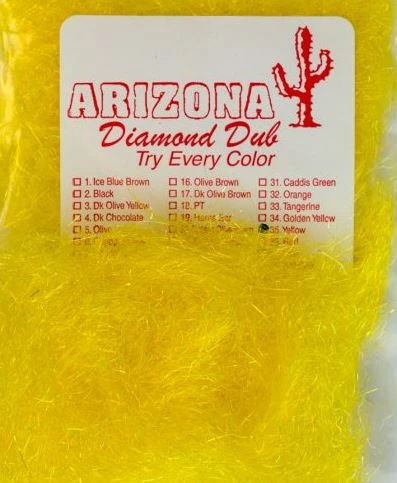 ARIZONA
Diamond Dub
Try Every Color
1. Ice Blue Brown
2. Black
3. Dk Olive Yellow
4. Dk Chocolate
5. Olive
16. Olive Brown
17. Dk Olive Brown
18. PT
19.
31. Caddis Green
32. Orange
33. Tangerine
34. Golden Yellow
35. Yellow
Red